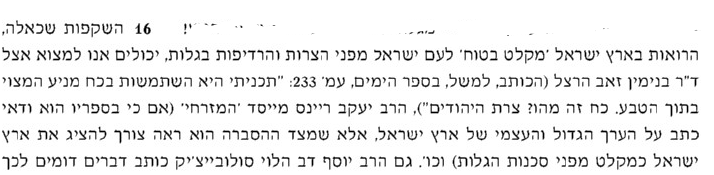 16 השקפות שכאלה,
הרואות בארץ ישראל 'מקלט בטוח' לעם ישראל מפני הצרות והרדיפות בגלות, יכולים אנו למצוא אצל
ד"ר בנימין זאב הרצל (הכותב, למשל, בספר הימים, עמ' 233: "תכניתי היא השתמשות בכח מניע המצוי
בתוך הטבע. כח זה מהו? צרת היהודים"), הרב יעקב ריינס מייסד 'המזרחי' (אם כי בספריו הוא ודאי
כתב על הערך הגדול והעצמי של ארץ ישראל, אלא שמצד ההסברה הוא ראה צורך להציג את ארץ
ישראל כמקלט מפני סכנות הגלות) וכו'. גם הרב יוסף דב הלוי סולובייצ'יק כותב דברים דומים לכך